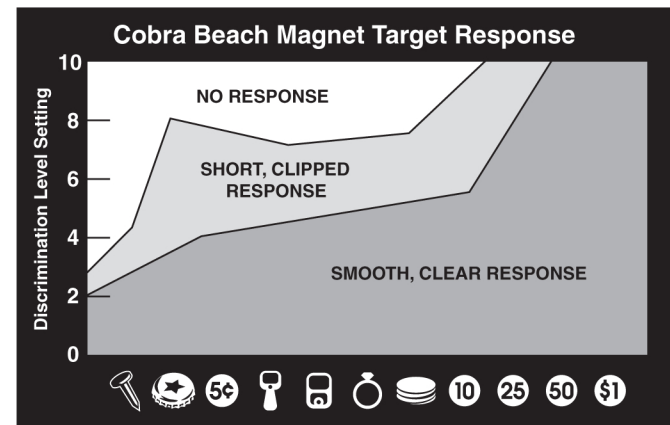 Cobra Beach Magnet Target Response
Discrimination Level Setting
10
8
6
4
2
0
NO RESPONSE
SHORT, CLIPPED
RESPONSE
SMOOTH, CLEAR RESPONSE
5¢ 10 25 50 $1